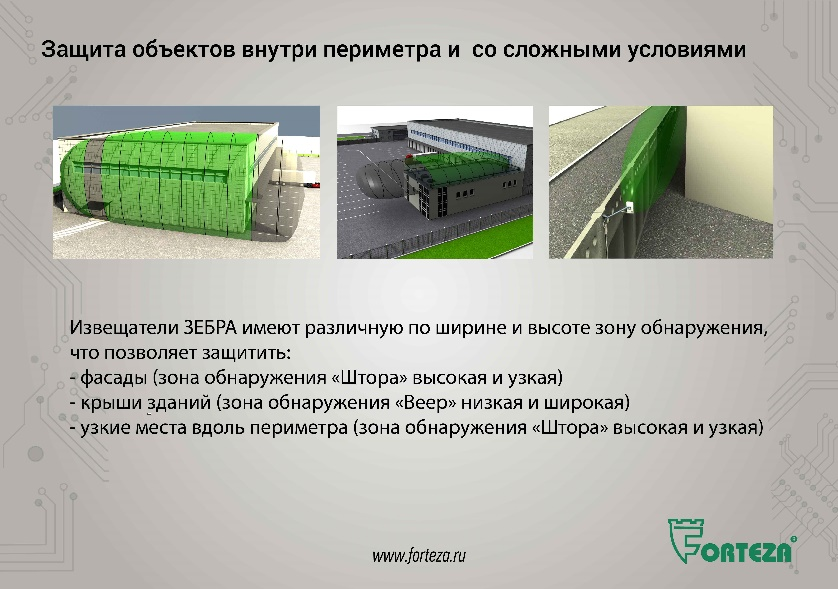 Защита объектов внутри периметра и со сложными условиями
Извещатели ЗЕБРА имеют различную по ширине и высоте зону обнаружения,
что позволяет защитить:
- фасады (зона обнаружения «Штора» высокая и узкая)
- крыши зданий (зона обнаружения «Веер» низкая и широкая)
- узкие места вдоль периметра (зона обнаружения «Штора» высокая и узкая)
www.forteza.ru
FORTEZA